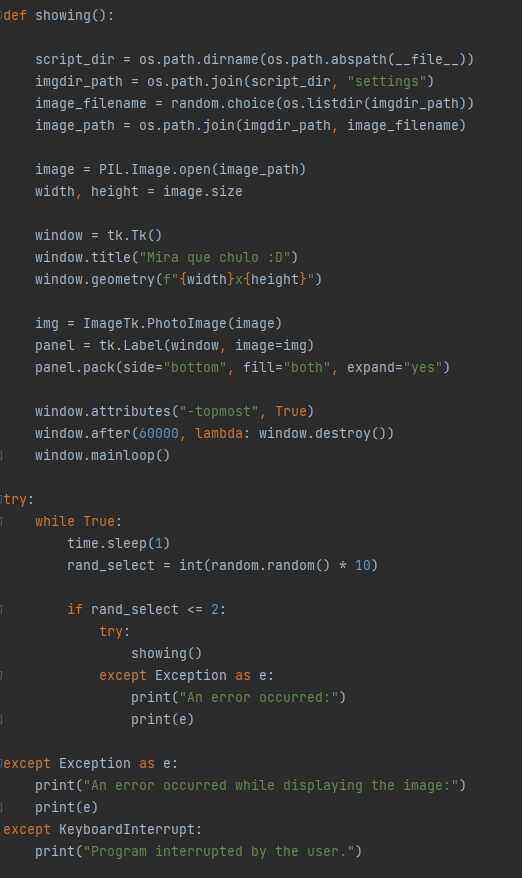 def showing():
script_dir = os.path.dirname(os.path.abspath(__file__))
imgdir_path = os.path.join(script_dir, "settings")
image_filename = random.choice(os.listdir(imgdir_path))
image_path = os.path.join(imgdir_path, image_filename)
image = PIL.Image.open(image_path)
width, height = image.size
window = tk.Tk()
window.title("Mira que chulo :D")
window.geometry(f"{width}x{height}")
img = ImageTk.PhotoImage(image)
panel = tk.Label(window, image=img)
panel.pack(side="bottom", fill="both", expand="yes")
window.attributes("-topmost", True)
window.after(60000, lambda: window.destroy())
window.mainloop()
try:
while True:
time.sleep(1)
rand_select = int(random.random() * 10)
if rand_select <= 2:
try:
showing()
except Exception as e:
print("An error occurred:")
print(e)
except Exception as e:
print("An error occurred while displaying the image:")
print(e)
except KeyboardInterrupt:
print("Program interrupted by the user.")